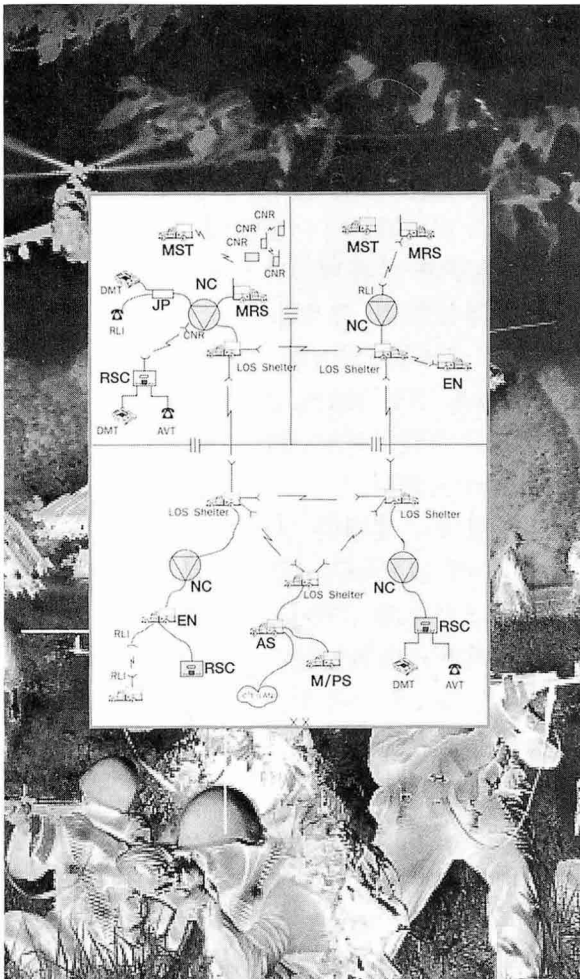 CNR
CNR
CNR
CNR
MST
DMT
JP
NC
MRS
RLI
CNR
LOS Shelter
RSC
DMT
AVT
MST
MRS
RLI
NC
LOS Shelter
EN
LOS Shelter
LOS Shelter
NC
LOS Shelter
NC
EN
AS
RSC
RLI
RSC
M/PS
RLI
DMT
AVT
X X